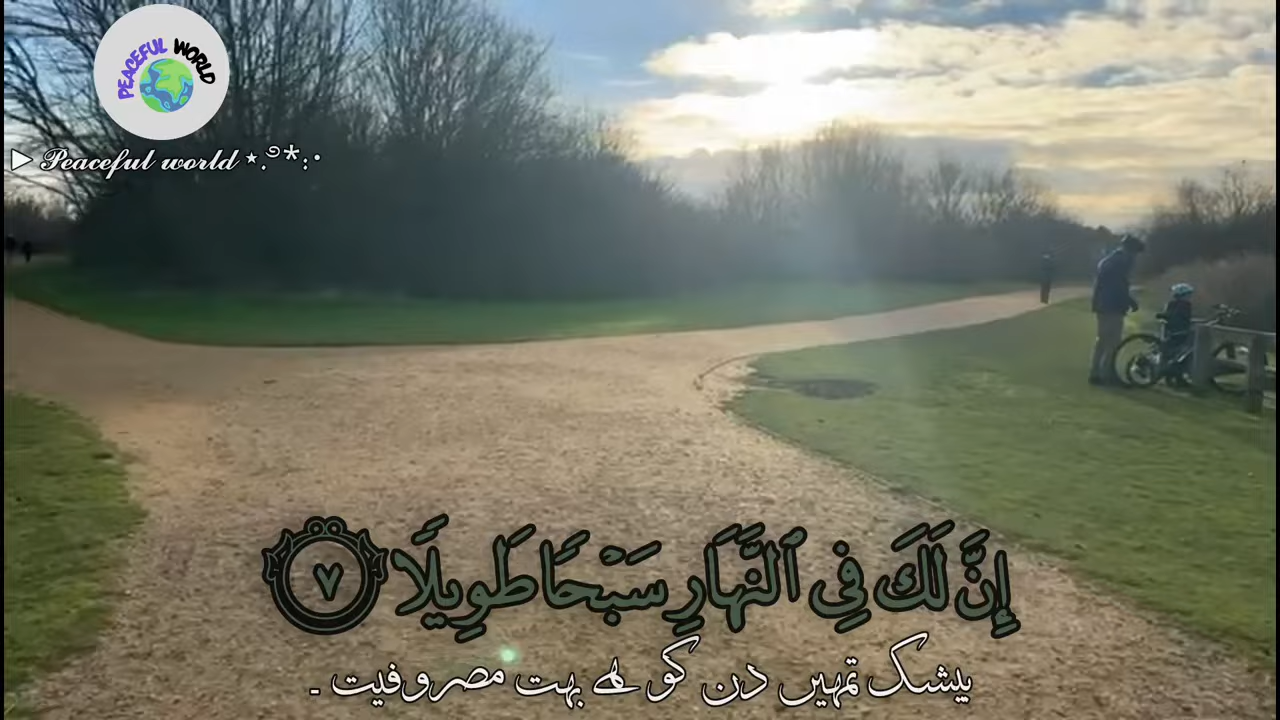 PEACEFUL WORLD
▶ Peaceful world ⋆.࿐*:･
إِنَّ لَكَ فِي ٱلنَّهَارِ سَبۡحٗا طَوِيلٗا ٧
بیشک تمہیں دن کو ہے بہت مصروفیت ۔